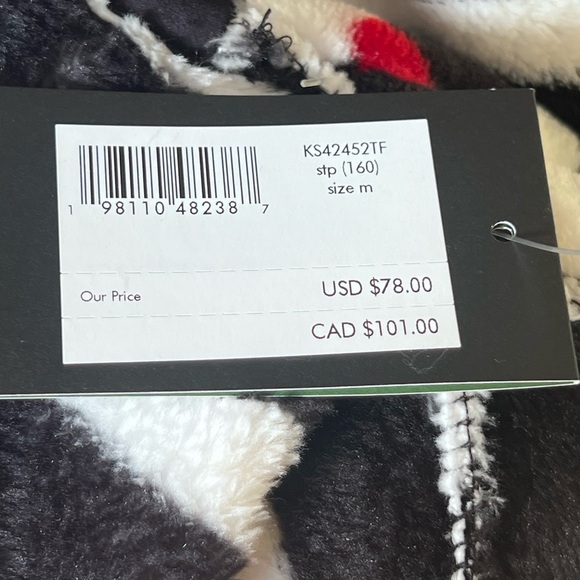 KS42452TF
stp (160)
size m
1 98110 48238 7
Our Price USD $78.00
CAD $101.00